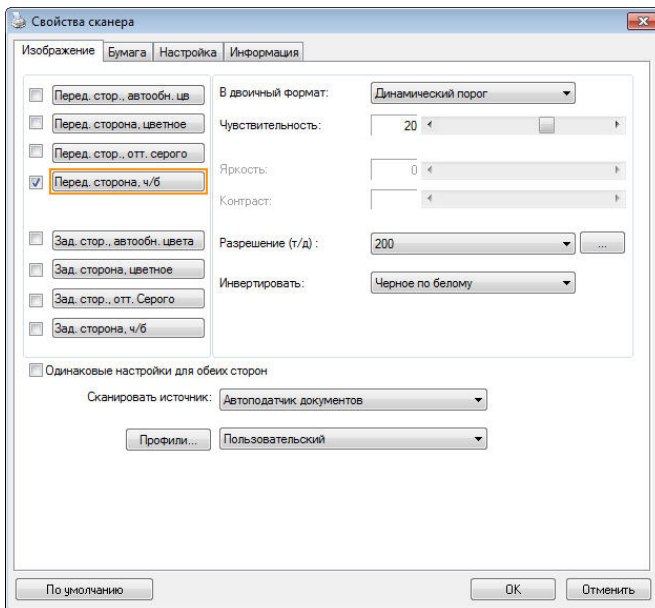 Свойства сканера
Изображение Бумага Настройка Информация
Перед. стор., автообн. цв
Перед. сторона, цветное
Перед. стор., отт. серого
Перед. сторона, ч/б
Зад. стор., автообн. цвета
Зад. сторона, цветное
Зад. стор., отт. Серого
Зад. сторона, ч/б
В двоичный формат: Динамический порог
Чувствительность: 20
Яркость: 0
Контраст:
Разрешение (т/д) : 200 ...
Инвертировать: Черное по белому
Одинаковые настройки для обеих сторон
Сканировать источник: Автоподатчик документов
Профили... Пользовательский
По умолчанию OK Отменить